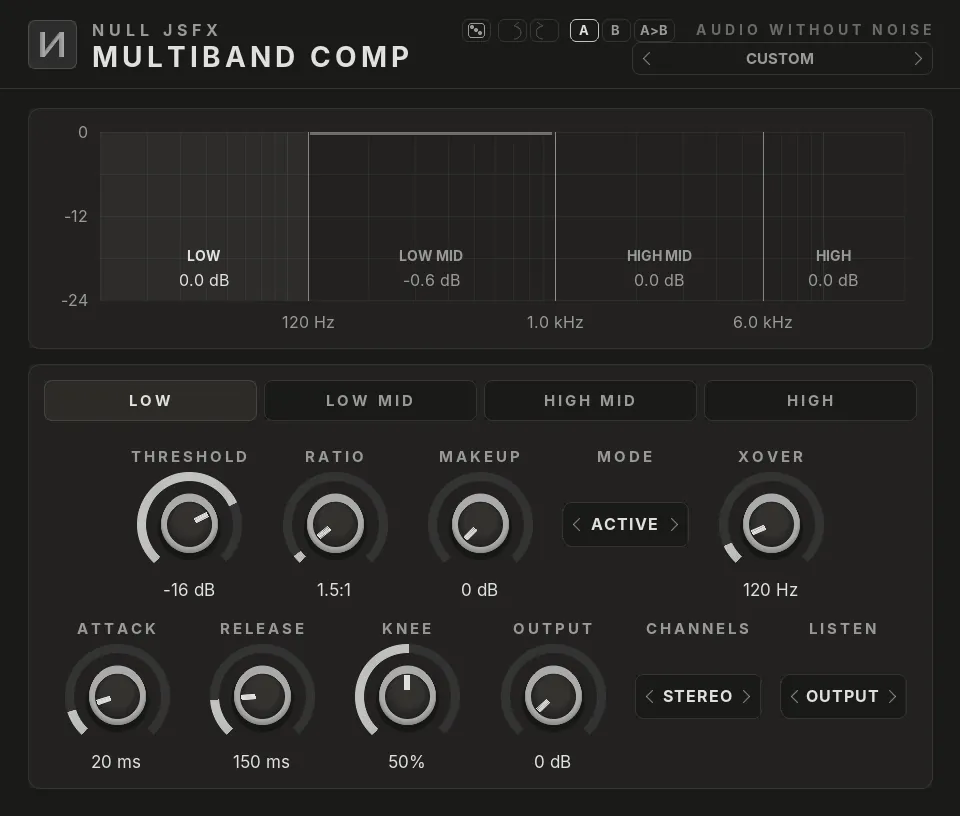 NULL JSFX
MULTIBAND COMP
A B A>B
AUDIO WITHOUT NOISE
CUSTOM
0
-12
-24
LOW LOW MID HIGH MID HIGH
0.0 dB -0.6 dB 0.0 dB 0.0 dB
120 Hz 1.0 kHz 6.0 kHz
LOW LOW MID HIGH MID HIGH
THRESHOLD RATIO MAKEUP MODE XOVER
ACTIVE
-16 dB 1.5:1 0 dB 120 Hz
ATTACK RELEASE KNEE OUTPUT CHANNELS LISTEN
STEREO OUTPUT
20 ms 150 ms 50% 0 dB